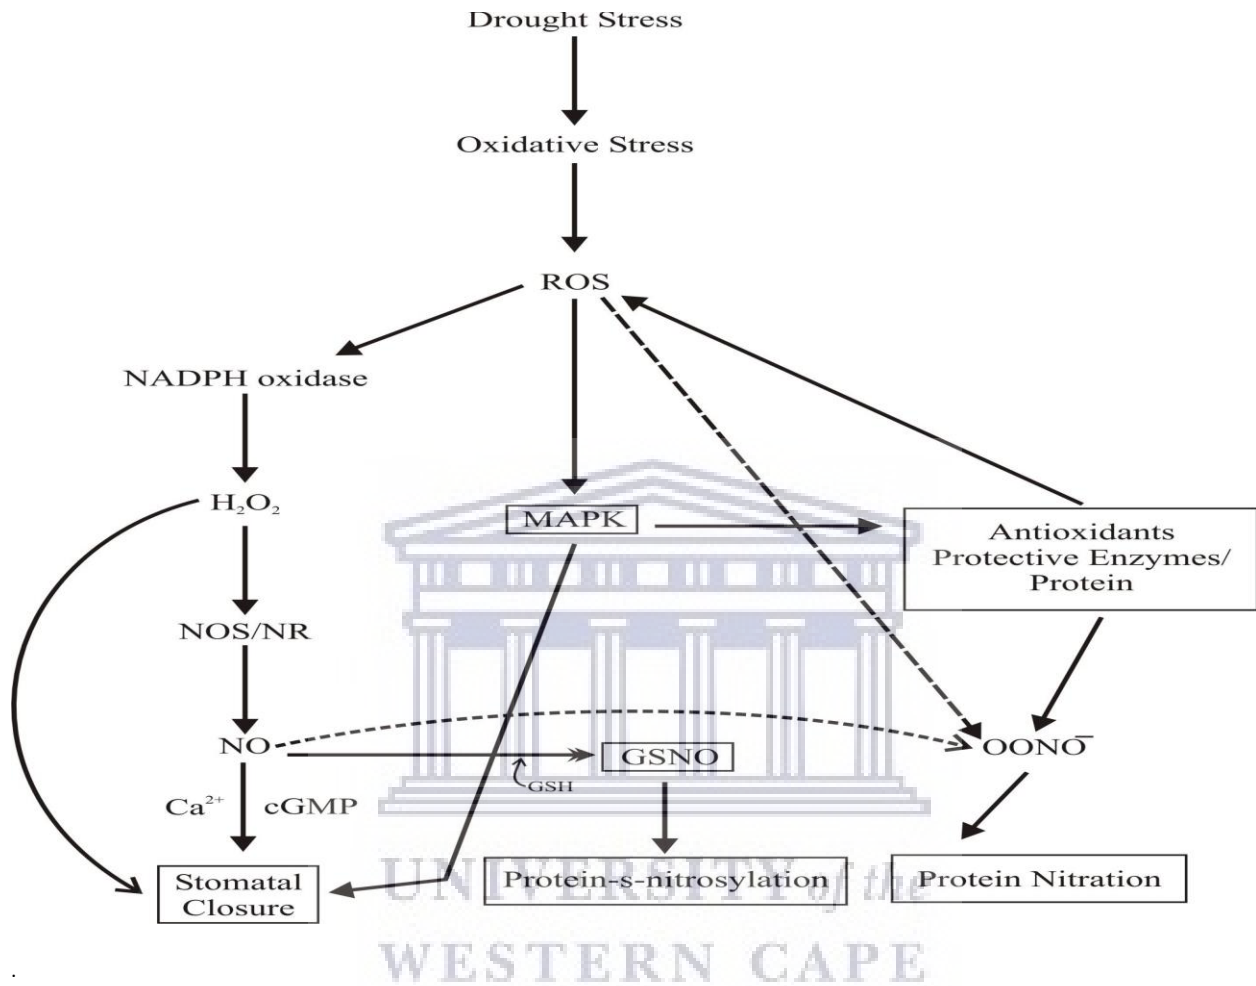 Drought Stress
Oxidative Stress
ROS
NADPH oxidase
H₂O₂
MAPK
Antioxidants
Protective Enzymes/
Protein
NOS/NR
NO
GSNO
OONO⁻
GSH
Ca²⁺ cGMP
Stomatal
Closure
Protein-s-nitrosylation
Protein Nitration
UNIVERSITY of the
WESTERN CAPE
.